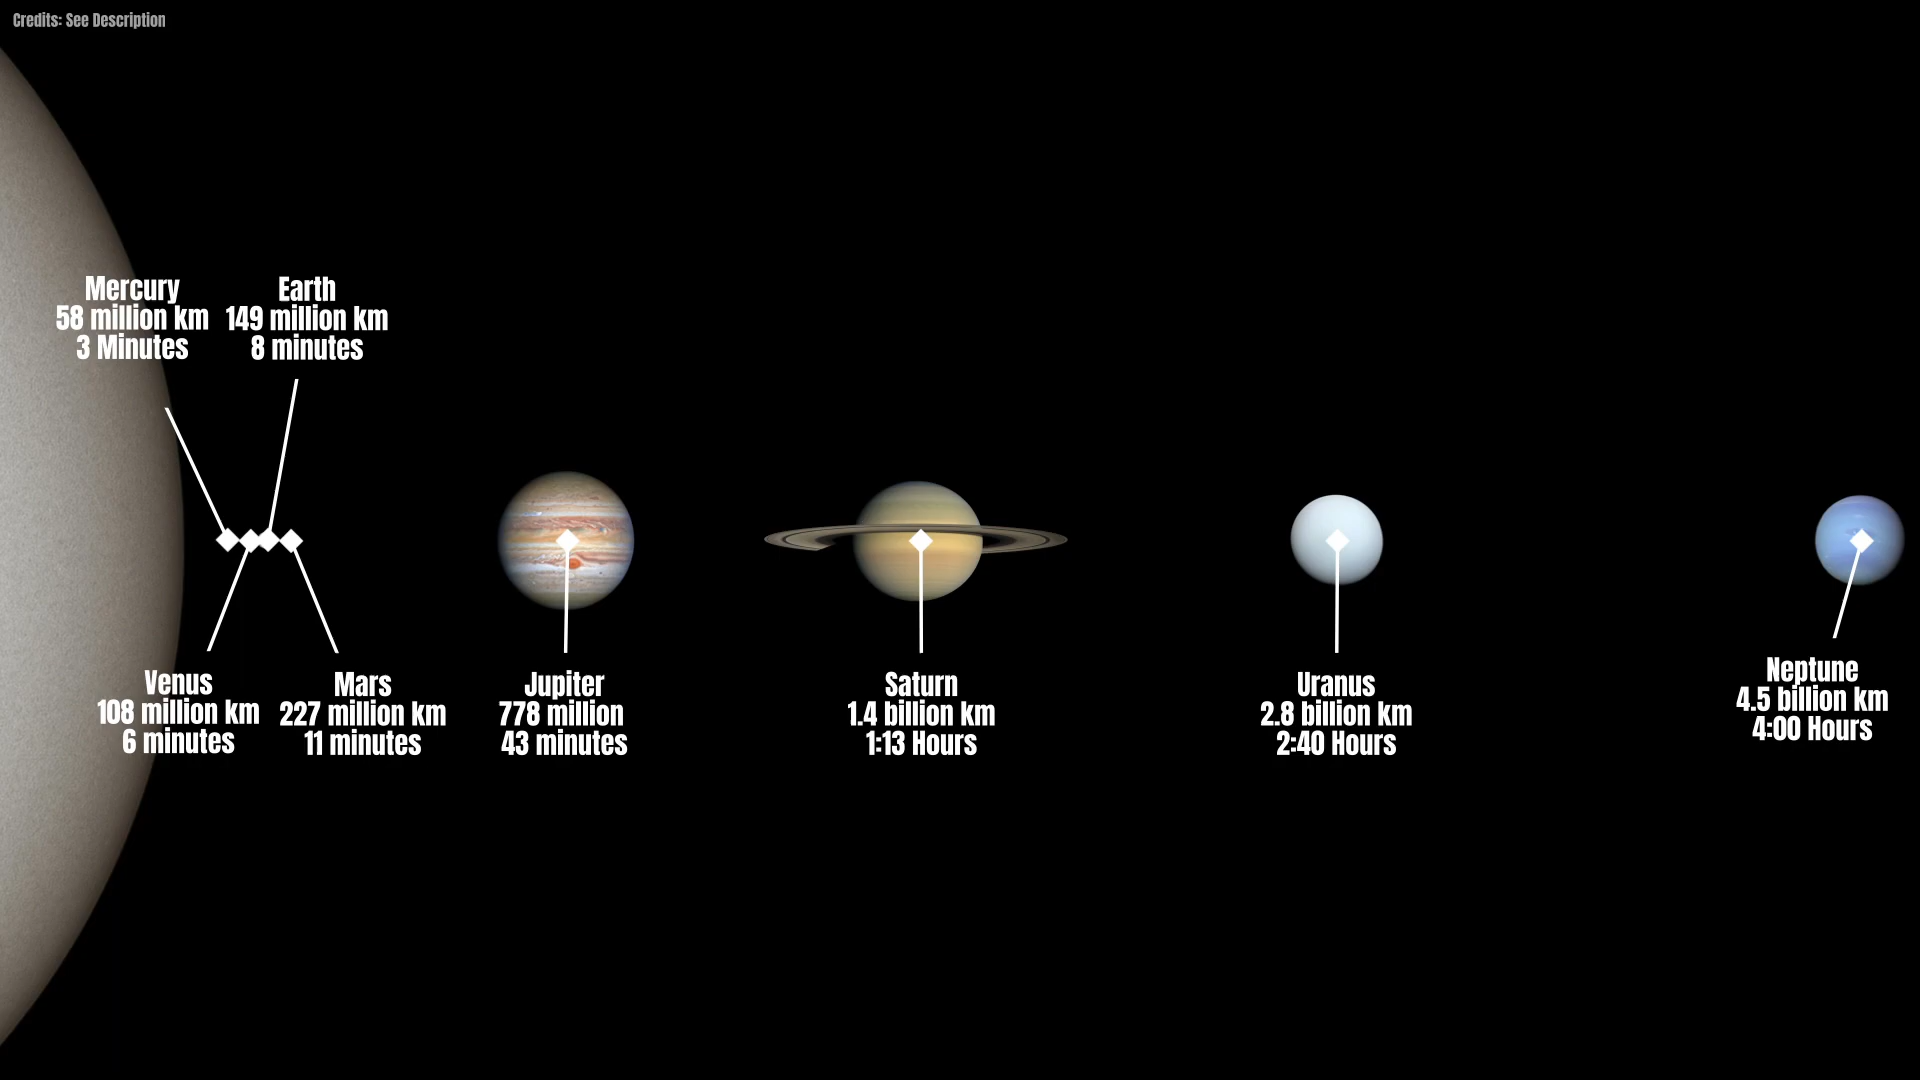 Credits: See Description
Mercury
58 million km
3 Minutes
Earth
149 million km
8 minutes
Venus
108 million km
6 minutes
Mars
227 million km
11 minutes
Jupiter
778 million
43 minutes
Saturn
1.4 billion km
1:13 Hours
Uranus
2.8 billion km
2:40 Hours
Neptune
4.5 billion km
4:00 Hours